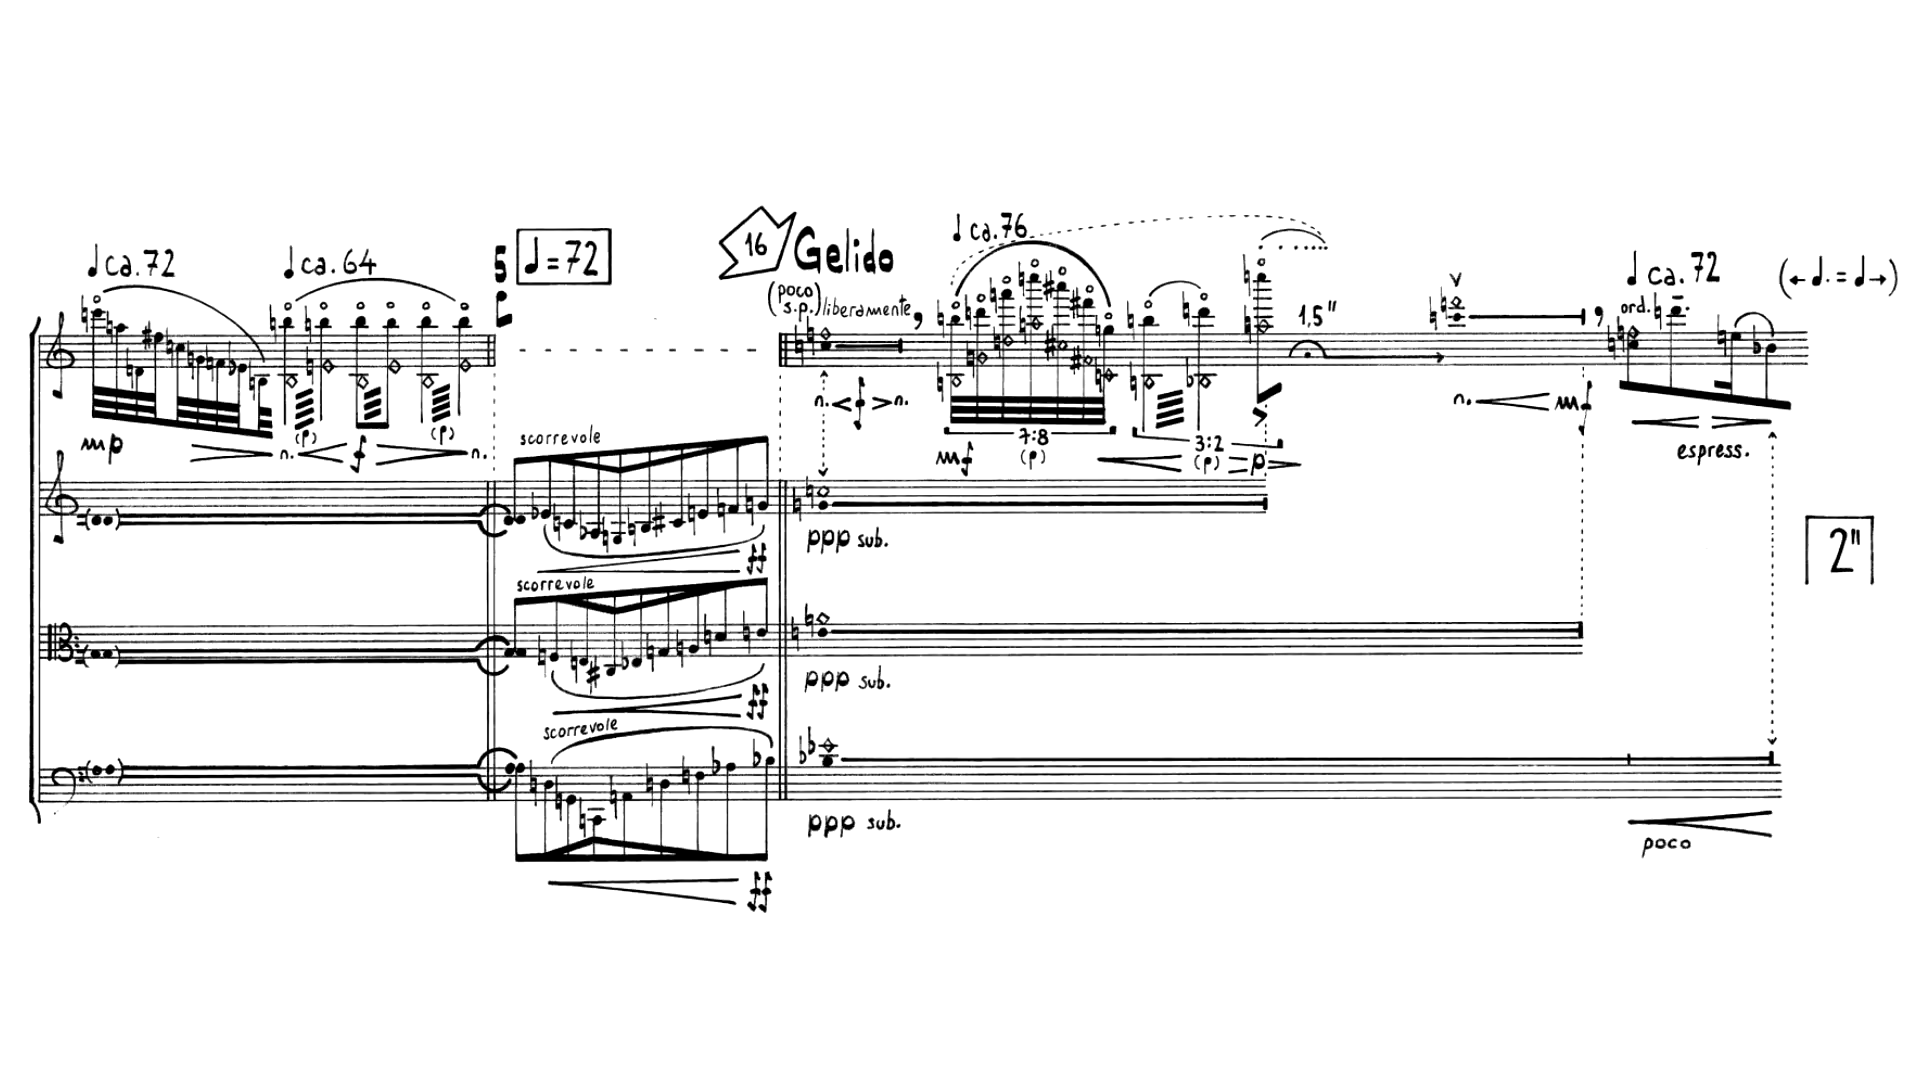 ♩ ca. 72
♩ ca. 64
5
♩ = 72
16
Gelido
(poco s.p.)
liberamente
♩ ca. 76
1,5"
♩ ca. 72
(← ♩. = ♩ →)
ord.
n. < f > n.
mp
(p)
n. < f > n.
(p)
7:8
mf
(p)
3:2
(p)
p
n.
mf
espress.
scorrevole
ppp sub.
ff
2"
scorrevole
ppp sub.
ff
scorrevole
ppp sub.
poco
ff